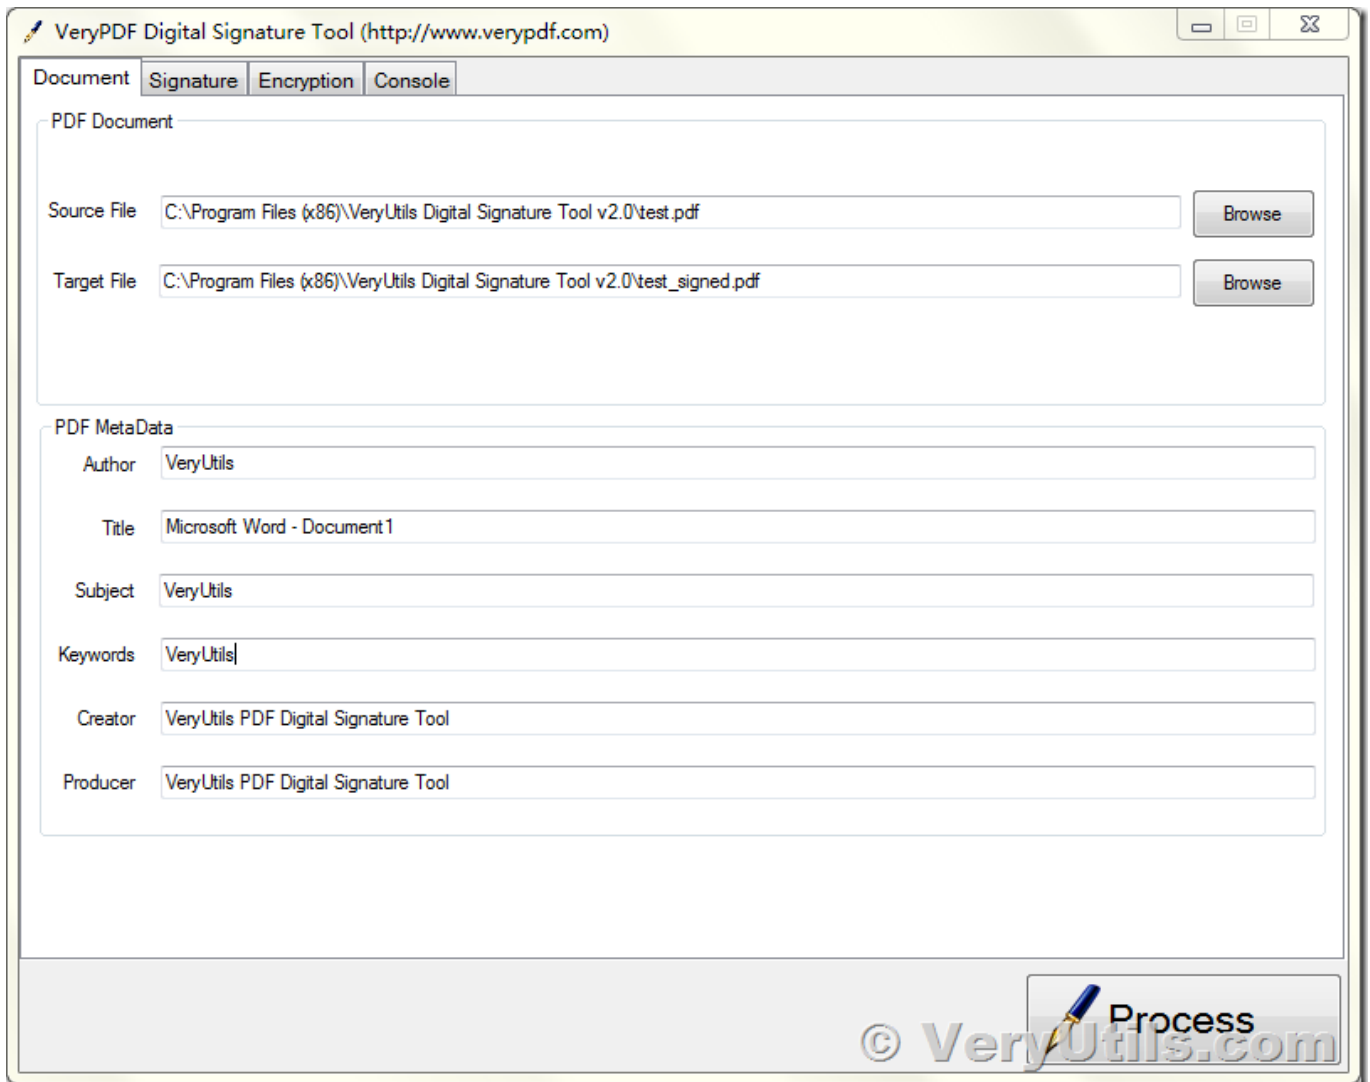 VeryPDF Digital Signature Tool (http://www.verypdf.com)
Document Signature Encryption Console
PDF Document
Source File C:\Program Files (x86)\VeryUtils Digital Signature Tool v2.0\test.pdf Browse
Target File C:\Program Files (x86)\VeryUtils Digital Signature Tool v2.0\test_signed.pdf Browse
PDF MetaData
Author VeryUtils
Title Microsoft Word - Document1
Subject VeryUtils
Keywords VeryUtils
Creator VeryUtils PDF Digital Signature Tool
Producer VeryUtils PDF Digital Signature Tool
Process
© VeryUtils.com